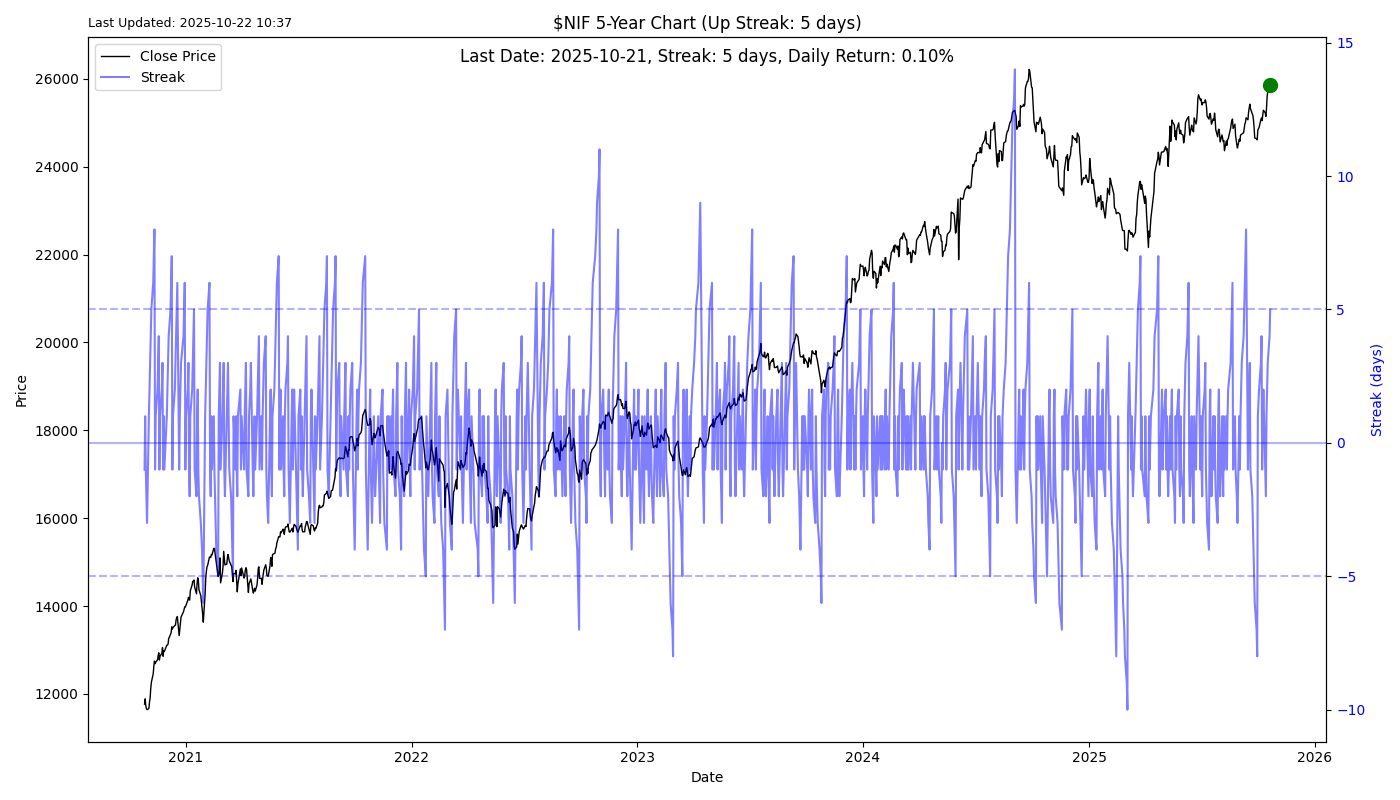 Last Updated: 2025-10-22 10:37
$NIF 5-Year Chart (Up Streak: 5 days)
Last Date: 2025-10-21, Streak: 5 days, Daily Return: 0.10%
Close Price
Streak
26000
24000
22000
20000
18000
16000
14000
12000
Price
15
10
5
0
−5
−10
Streak (days)
2021
2022
2023
2024
2025
2026
Date